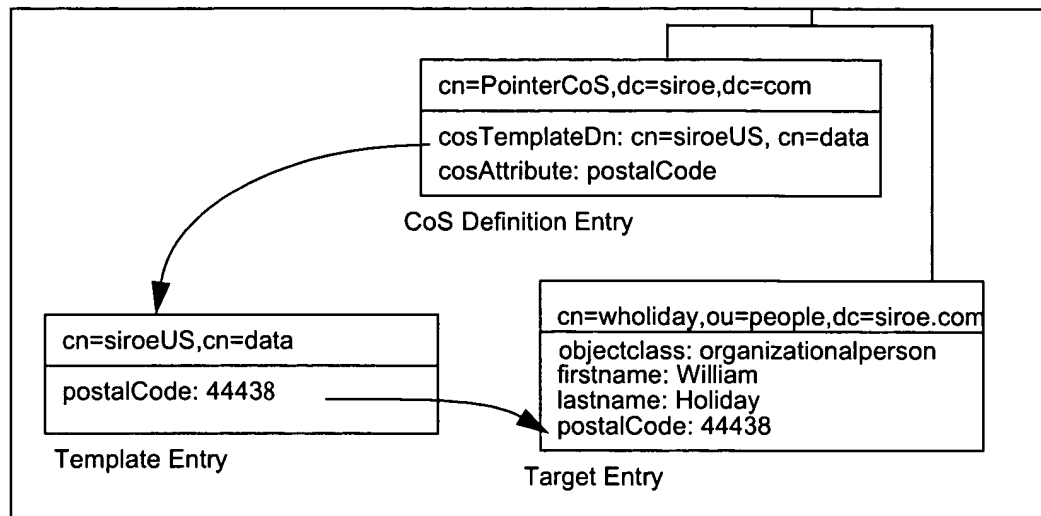 cn=PointerCoS,dc=siroe,dc=com
cosTemplateDn: cn=siroeUS, cn=data
cosAttribute: postalCode
CoS Definition Entry
cn=siroeUS,cn=data
postalCode: 44438
Template Entry
cn=wholiday,ou=people,dc=siroe.com
objectclass: organizationalperson
firstname: William
lastname: Holiday
postalCode: 44438
Target Entry